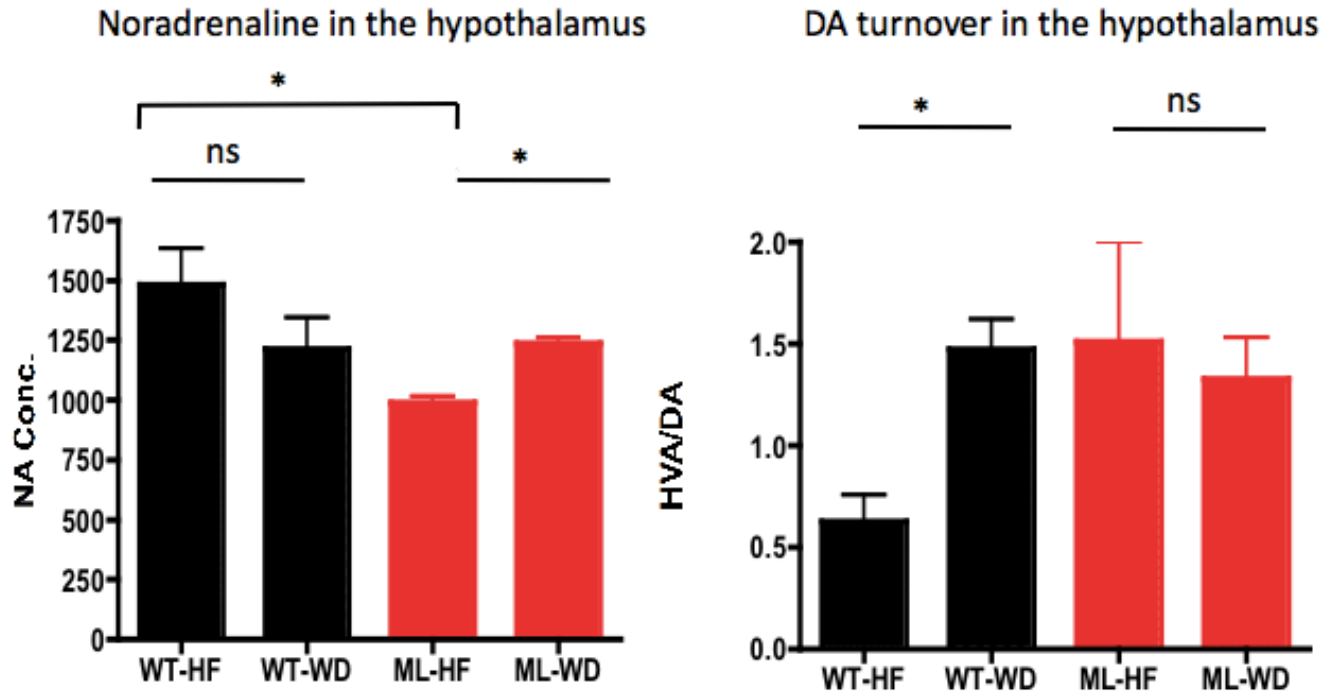 Noradrenaline in the hypothalamus
*
ns
*
1750
1500
1250
1000
750
500
250
0
NA Conc.
WT-HF WT-WD ML-HF ML-WD
DA turnover in the hypothalamus
*
ns
2.0
1.5
1.0
0.5
0.0
HVA/DA
WT-HF WT-WD ML-HF ML-WD